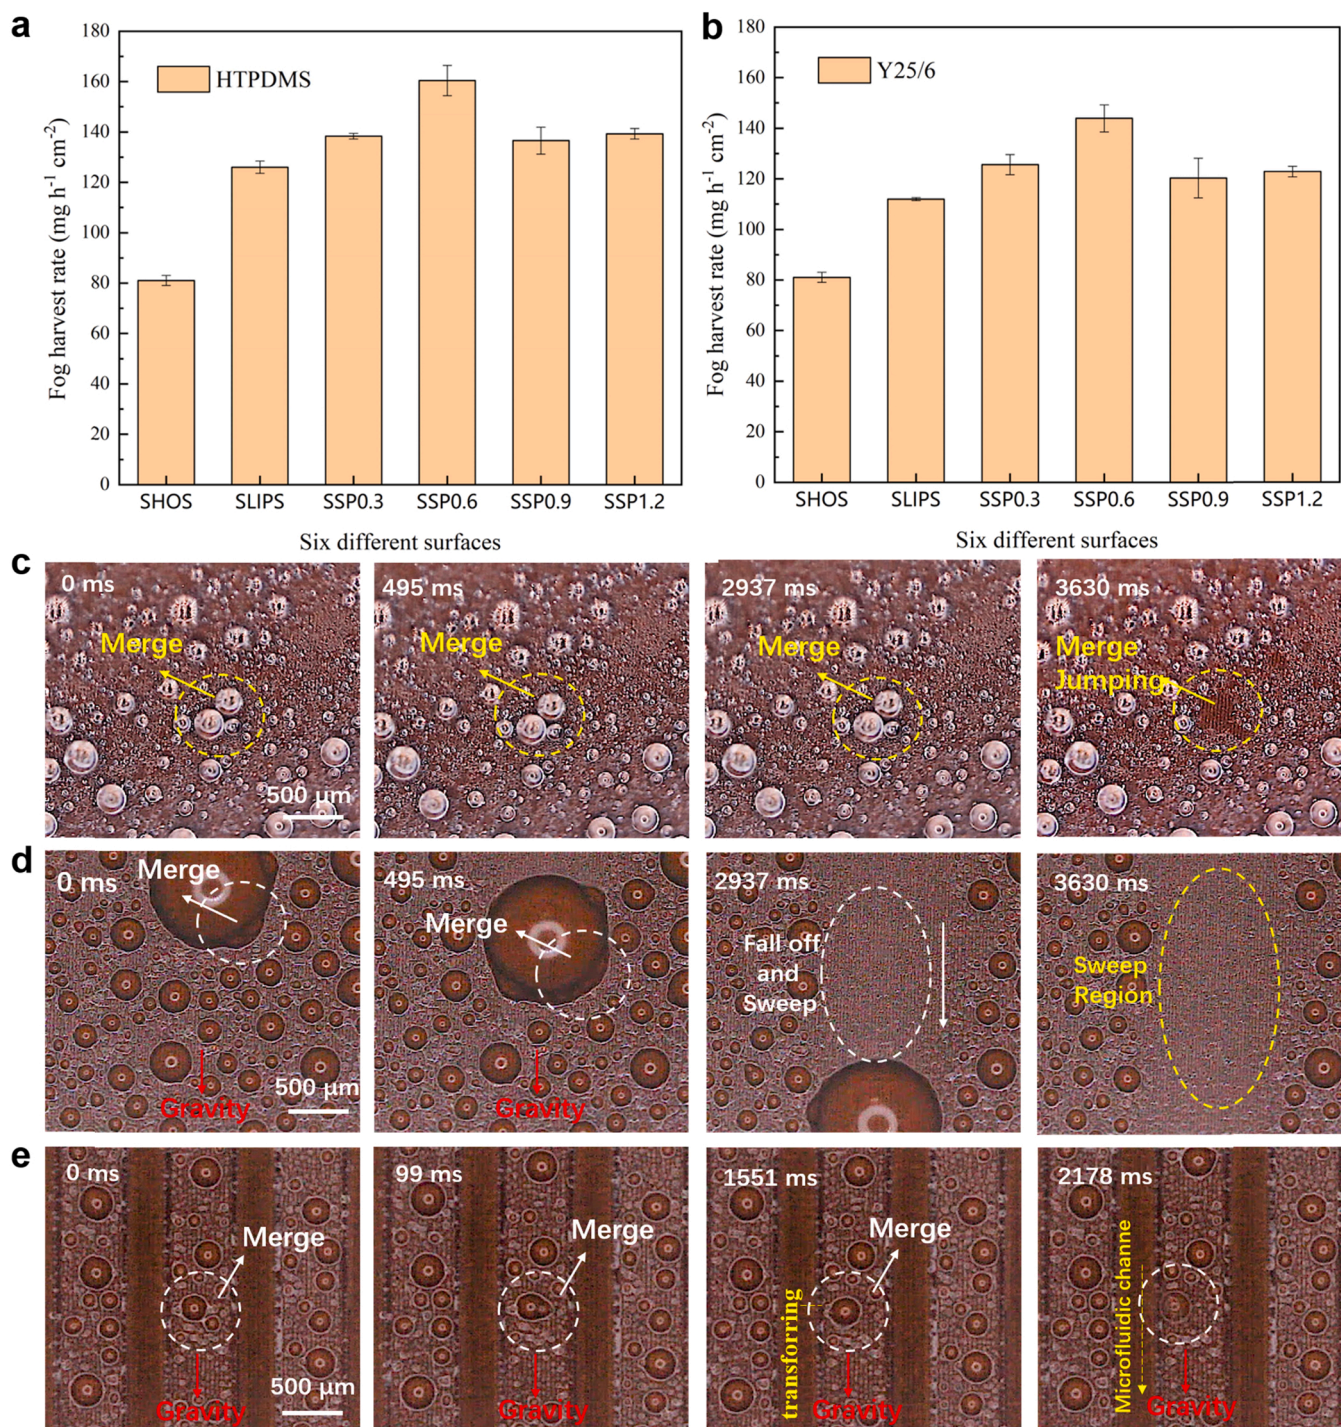 a
180
160
140
120
100
80
60
40
20
0
Fog harvest rate (mg h⁻¹ cm⁻²)
HTPDMS
SHOS SLIPS SSP0.3 SSP0.6 SSP0.9 SSP1.2
Six different surfaces
b
180
160
140
120
100
80
60
40
20
0
Fog harvest rate (mg h⁻¹ cm⁻²)
Y25/6
SHOS SLIPS SSP0.3 SSP0.6 SSP0.9 SSP1.2
Six different surfaces
c
0 ms
Merge
500 μm
495 ms
Merge
2937 ms
Merge
3630 ms
Merge
Jumping
d
0 ms
Merge
Gravity
500 μm
495 ms
Merge
Gravity
2937 ms
Fall off
and
Sweep
3630 ms
Sweep
Region
e
0 ms
Merge
Gravity
500 μm
99 ms
Merge
Gravity
1551 ms
Merge
transforring
Gravity
2178 ms
Microfluidic channe
Gravity